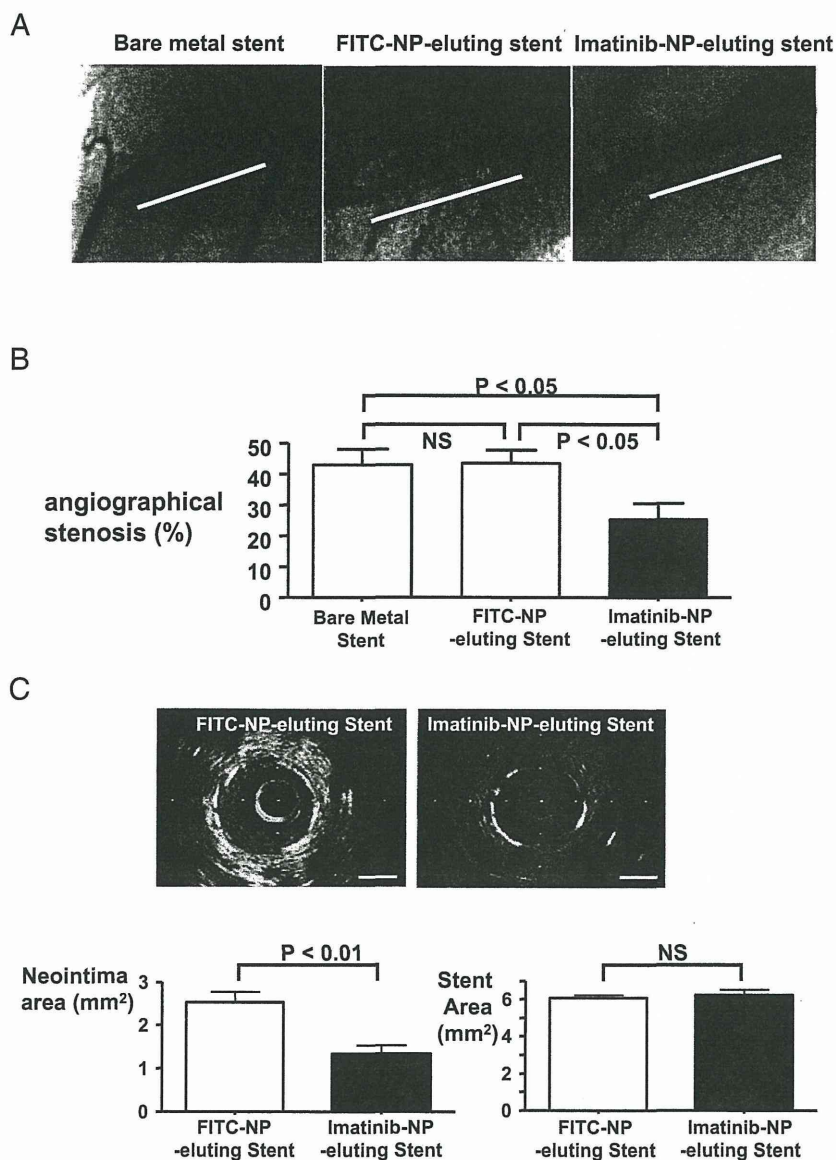 A
Bare metal stent FITC-NP-eluting stent Imatinib-NP-eluting stent
B
P < 0.05
NS P < 0.05
50
40
30
20
10
0
angiographical
stenosis (%)
Bare Metal
Stent
FITC-NP
-eluting Stent
Imatinib-NP
-eluting Stent
C
FITC-NP-eluting Stent Imatinib-NP-eluting Stent
P < 0.01
Neointima
area (mm²)
3
2
1
0
FITC-NP
-eluting Stent
Imatinib-NP
-eluting Stent
NS
Stent
Area
(mm²)
6
4
2
0
FITC-NP
-eluting Stent
Imatinib-NP
-eluting Stent